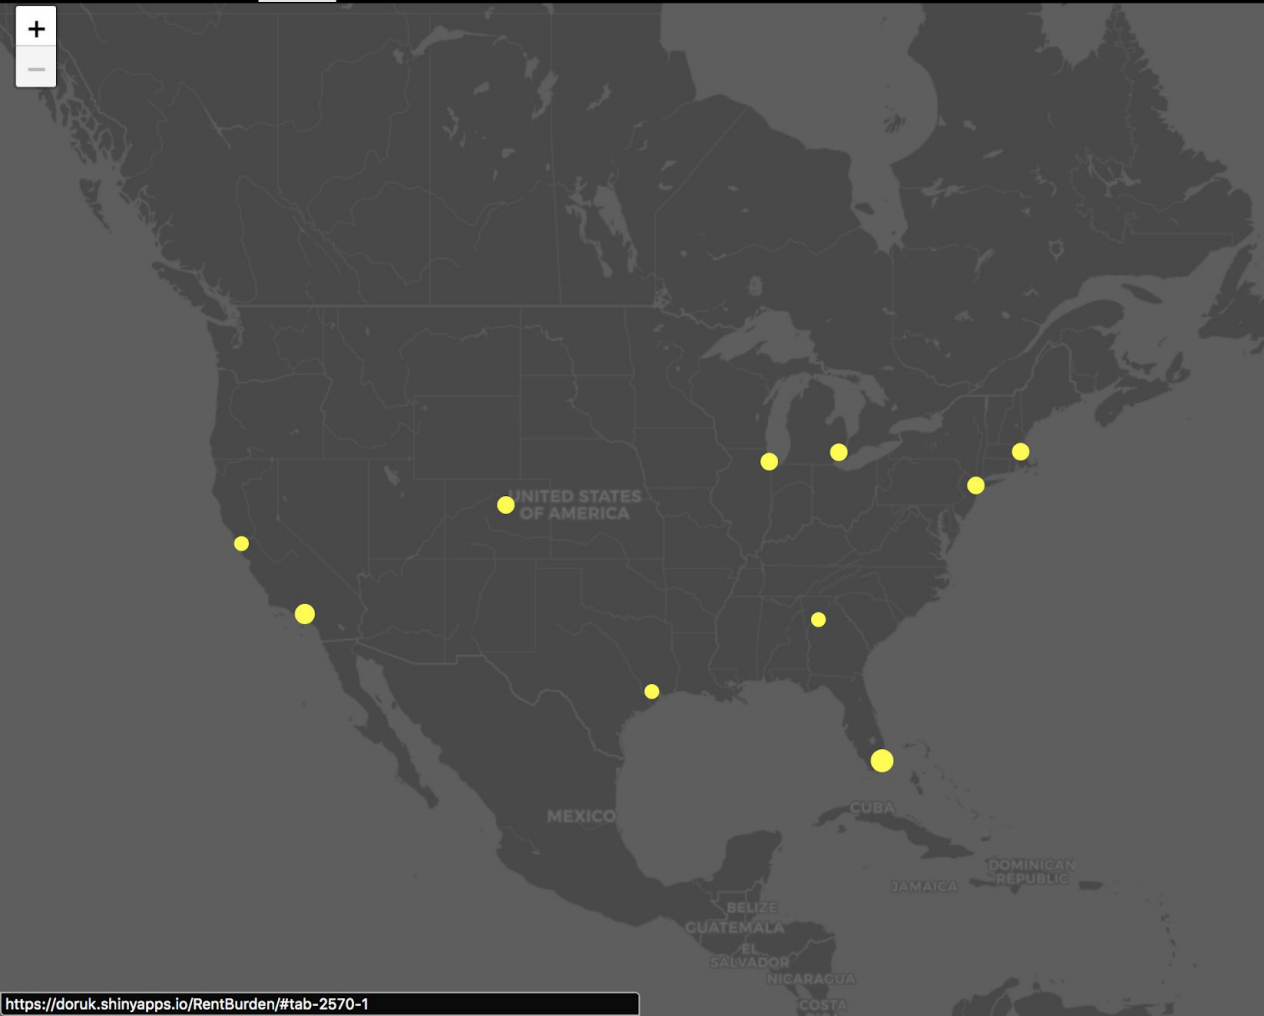 +
−
UNITED STATES
OF AMERICA
MEXICO
CUBA
DOMINICAN
REPUBLIC
JAMAICA
BELIZE
GUATEMALA
EL
SALVADOR
NICARAGUA
COSTA
https://doruk.shinyapps.io/RentBurden/#tab-2570-1